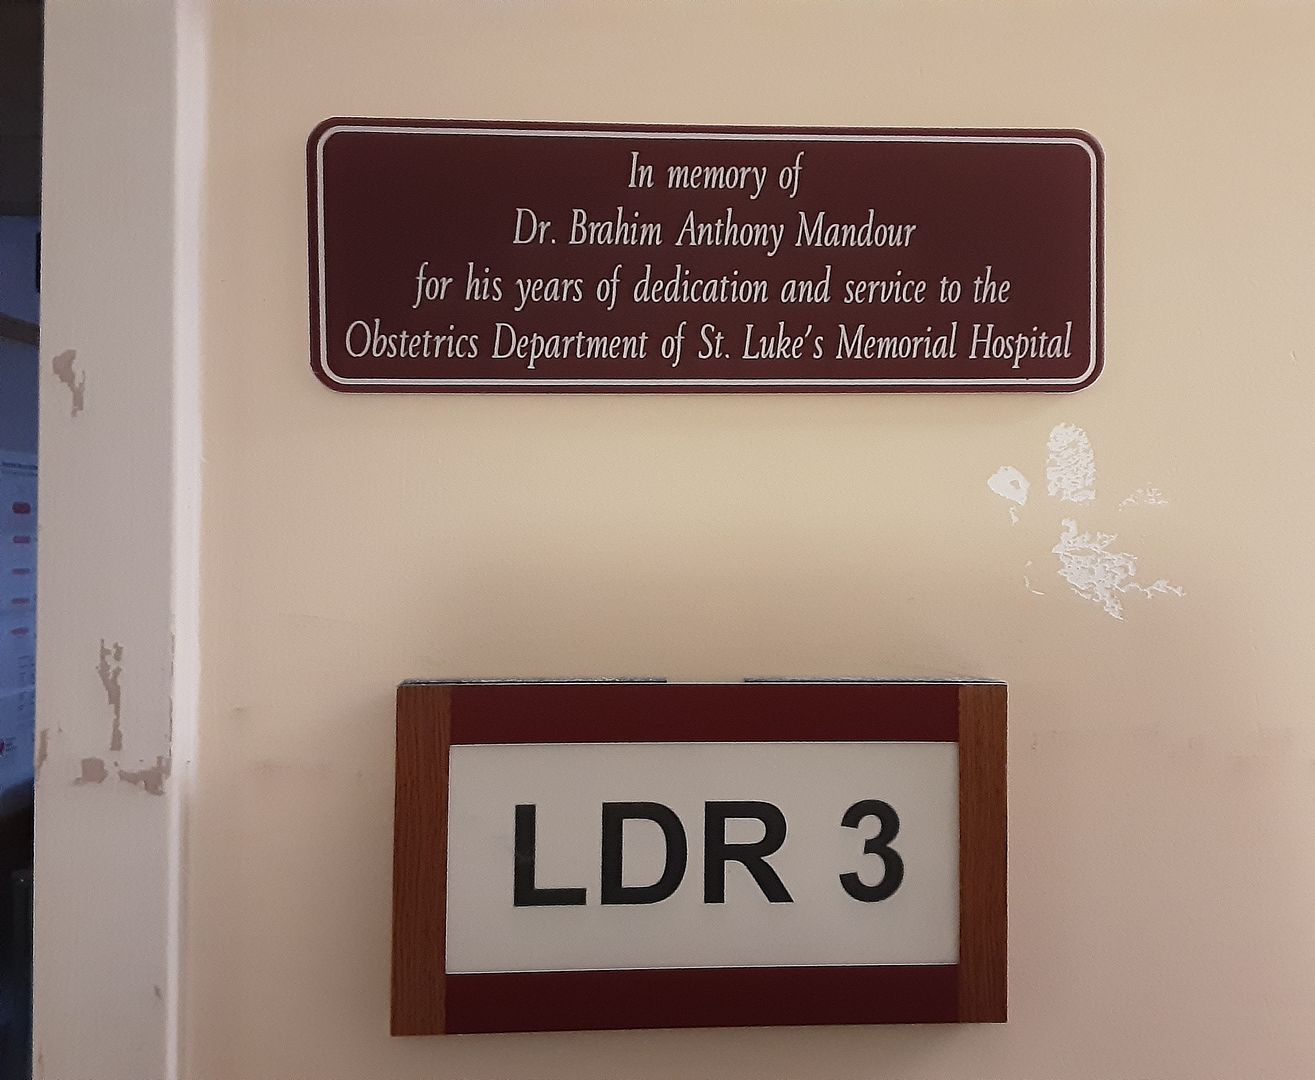 In memory of
Dr. Brahim Anthony Mandour
for his years of dedication and service to the
Obstetrics Department of St. Luke's Memorial Hospital
LDR 3